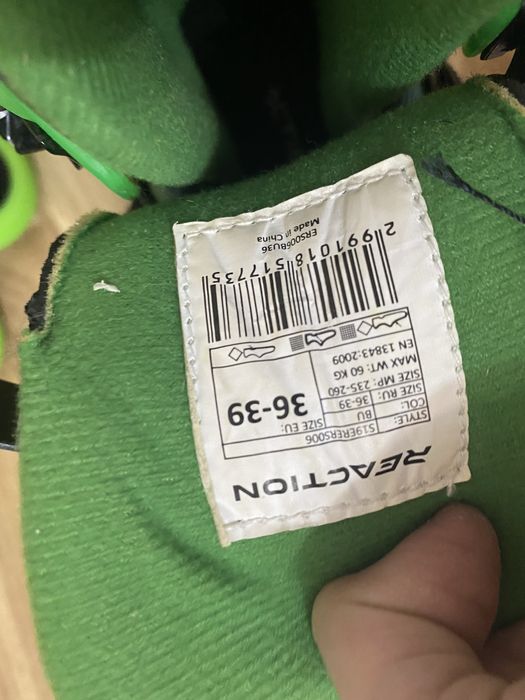 REACTION
STYLE: S19ERERS006
COL: BU
SIZE RU: 36-39
SIZE MP: 235-260
MAX WT: 60 KG
EN 13843:2009
SIZE EU:
36-39
2991018517735
ERS006BU36
Made in China